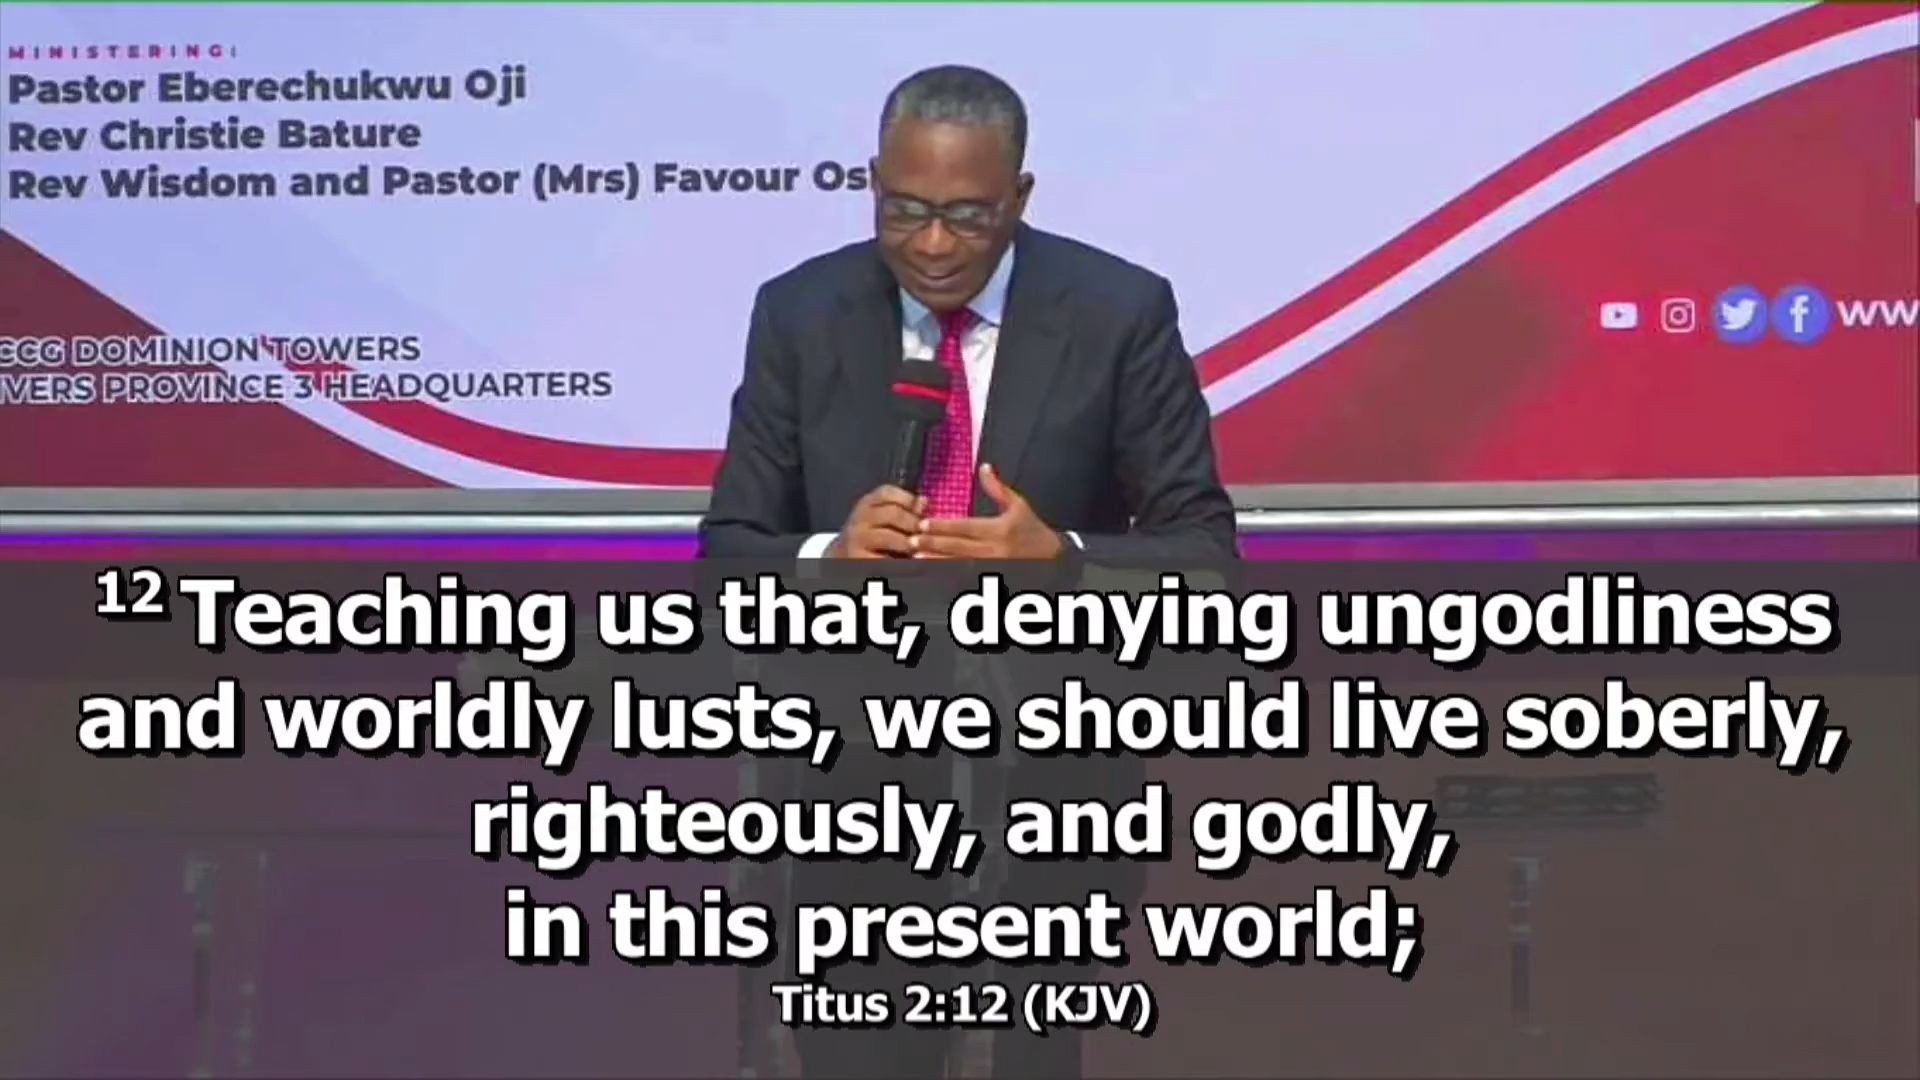 MINISTERING:
Pastor Eberechukwu Oji
Rev Christie Bature
Rev Wisdom and Pastor (Mrs) Favour Os
CCG DOMINION TOWERS
IVERS PROVINCE 3 HEADQUARTERS
ww
12 Teaching us that, denying ungodliness
and worldly lusts, we should live soberly,
righteously, and godly,
in this present world;
Titus 2:12 (KJV)